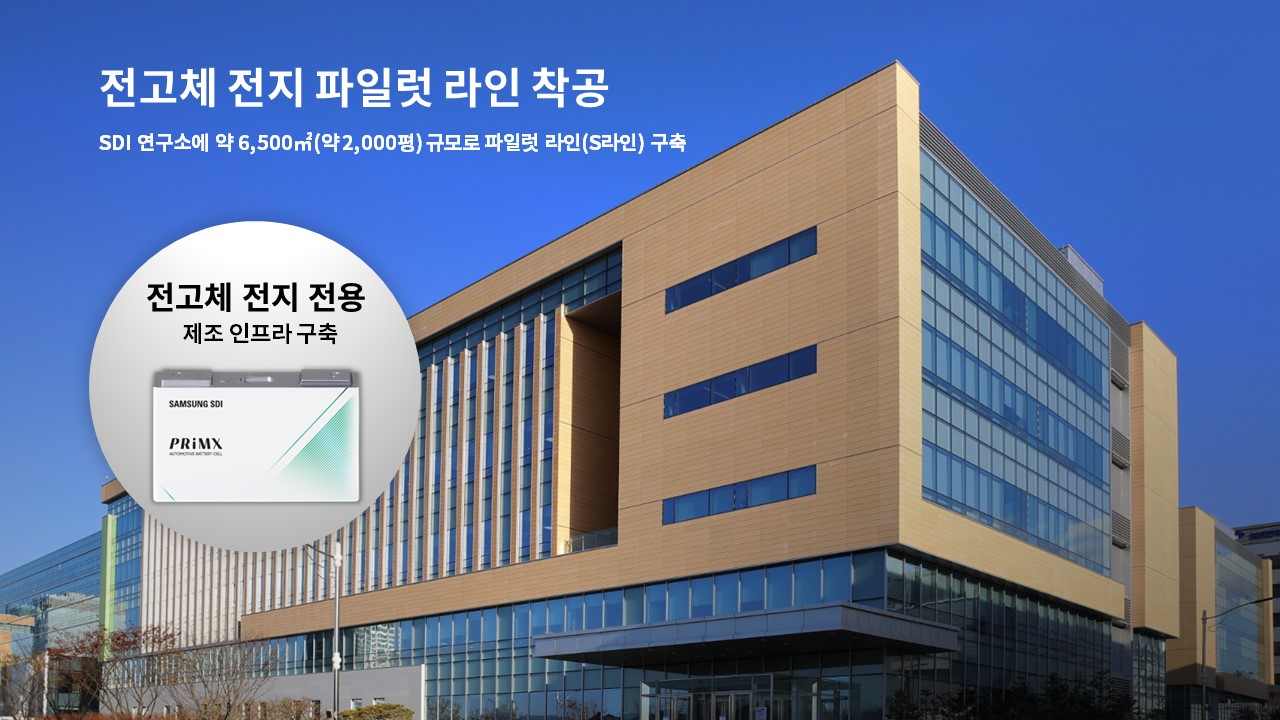 전고체 전지 파일럿 라인 착공
SDI 연구소에 약 6,500㎡(약 2,000평) 규모로 파일럿 라인(S라인) 구축
전고체 전지 전용
제조 인프라 구축
SAMSUNG SDI
PRiMX
AUTOMOTIVE BATTERY CELL